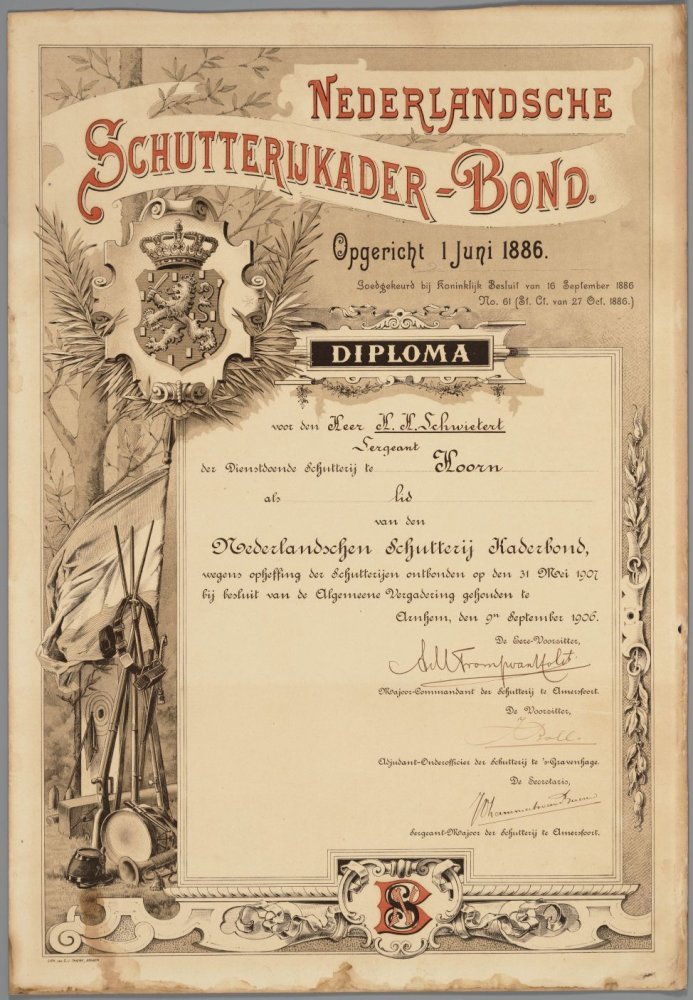 NEDERLANDSCHE
SCHUTTERIJKADER-BOND.
Opgericht 1 Juni 1886.
Goedgekeurd bij Koninklijk Besluit van 16 September 1886
No. 61 (St. Ct. van 27 Oct. 1886.)
DIPLOMA
voor den Heer H. H. Schwietert
Sergeant
der Dienstdoende Schutterij te Hoorn
als lid
van den
Nederlandschen Schutterij Kaderbond,
wegens opheffing der Schutterijen ontbonden op den 31 Mei 1907
bij besluit van de Algemeene Vergadering gehouden te
Arnhem, den 9en September 1906.
De Eere-Voorzitter,
Tromp van Holst
Majoor-Commandant der Schutterij te Amersfoort.
De Voorzitter,
Adjudant-Onderofficier der Schutterij te 's-Gravenhage.
De Secretaris,
Sergeant-Majoor der Schutterij te Amersfoort.